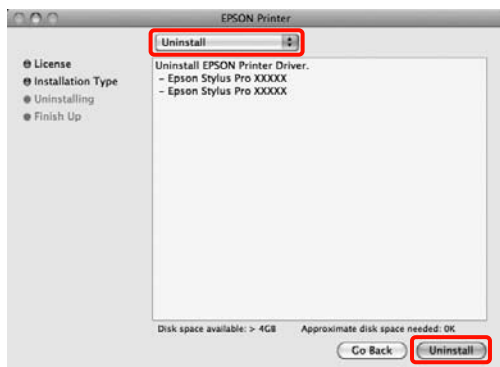 EPSON Printer
Uninstall
License
Installation Type
Uninstalling
Finish Up
Uninstall EPSON Printer Driver.
- Epson Stylus Pro XXXXX
- Epson Stylus Pro XXXXX
Disk space available: > 4GB Approximate disk space needed: 0K
Go Back Uninstall